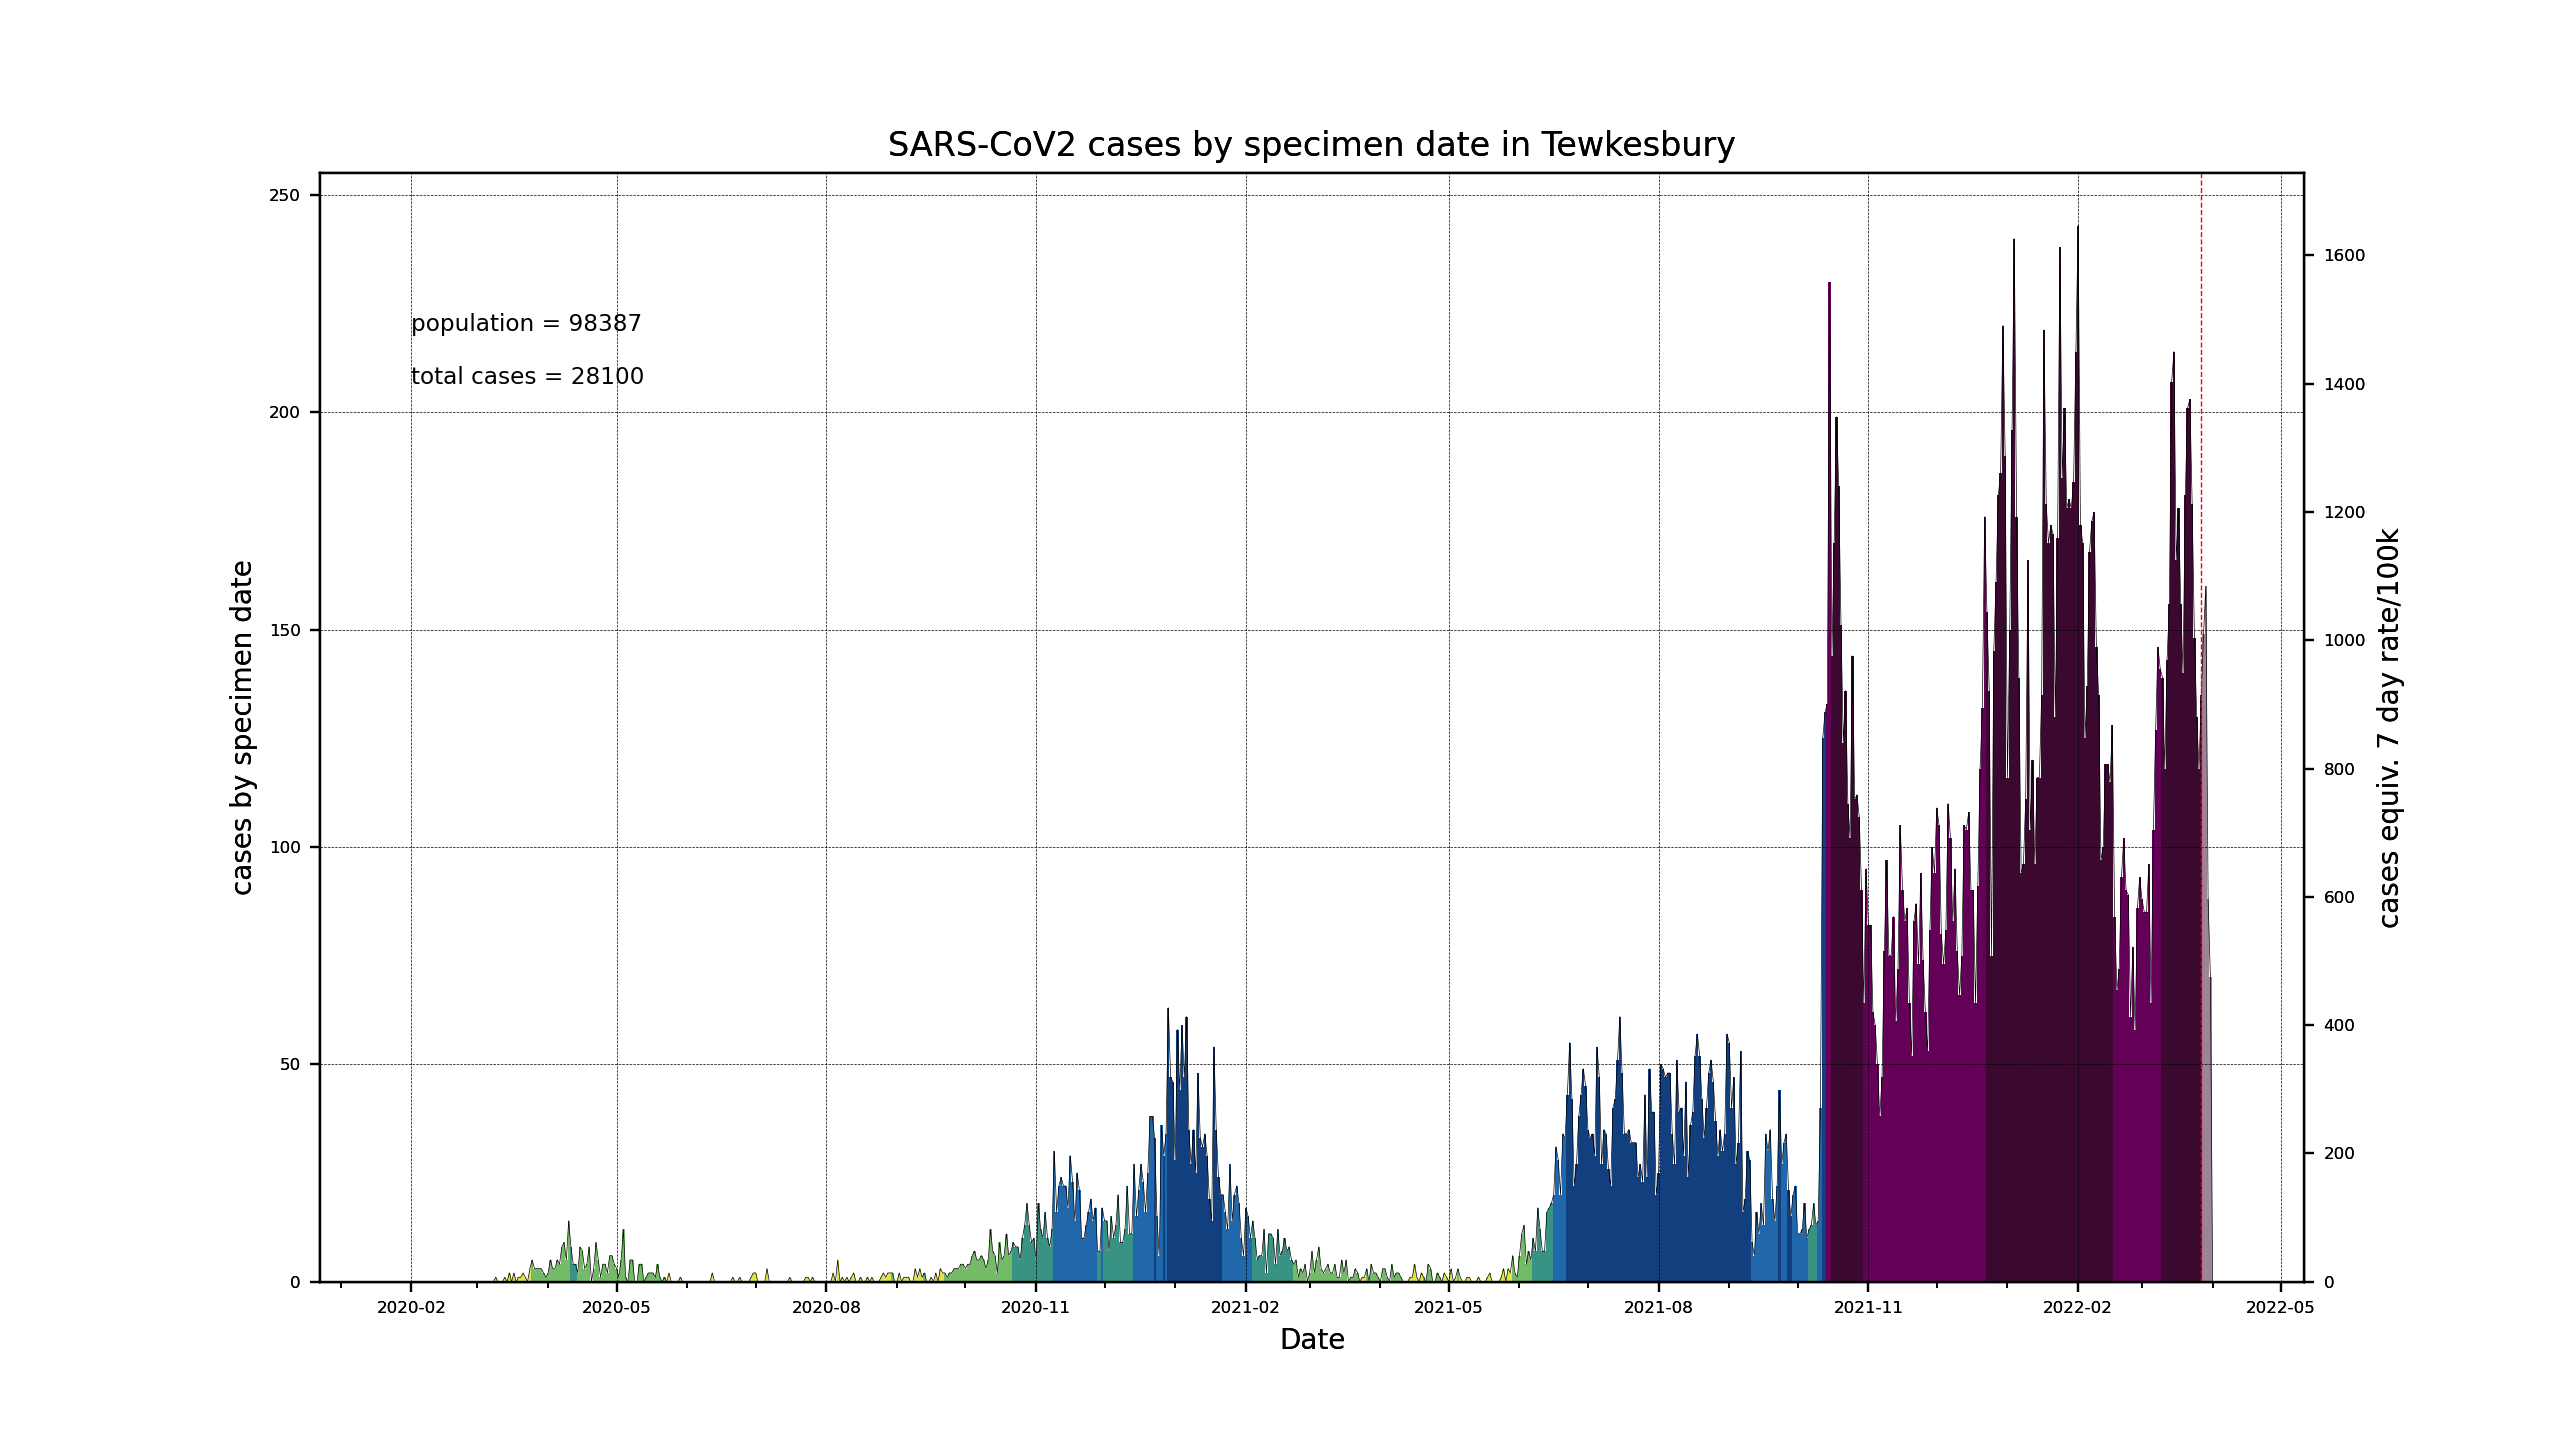 SARS-CoV2 cases by specimen date in Tewkesbury
population = 98387
total cases = 28100
cases by specimen date
250
200
150
100
50
0
cases equiv. 7 day rate/100k
1600
1400
1200
1000
800
600
400
200
0
2020-02 2020-05 2020-08 2020-11 2021-02 2021-05 2021-08 2021-11 2022-02 2022-05
Date